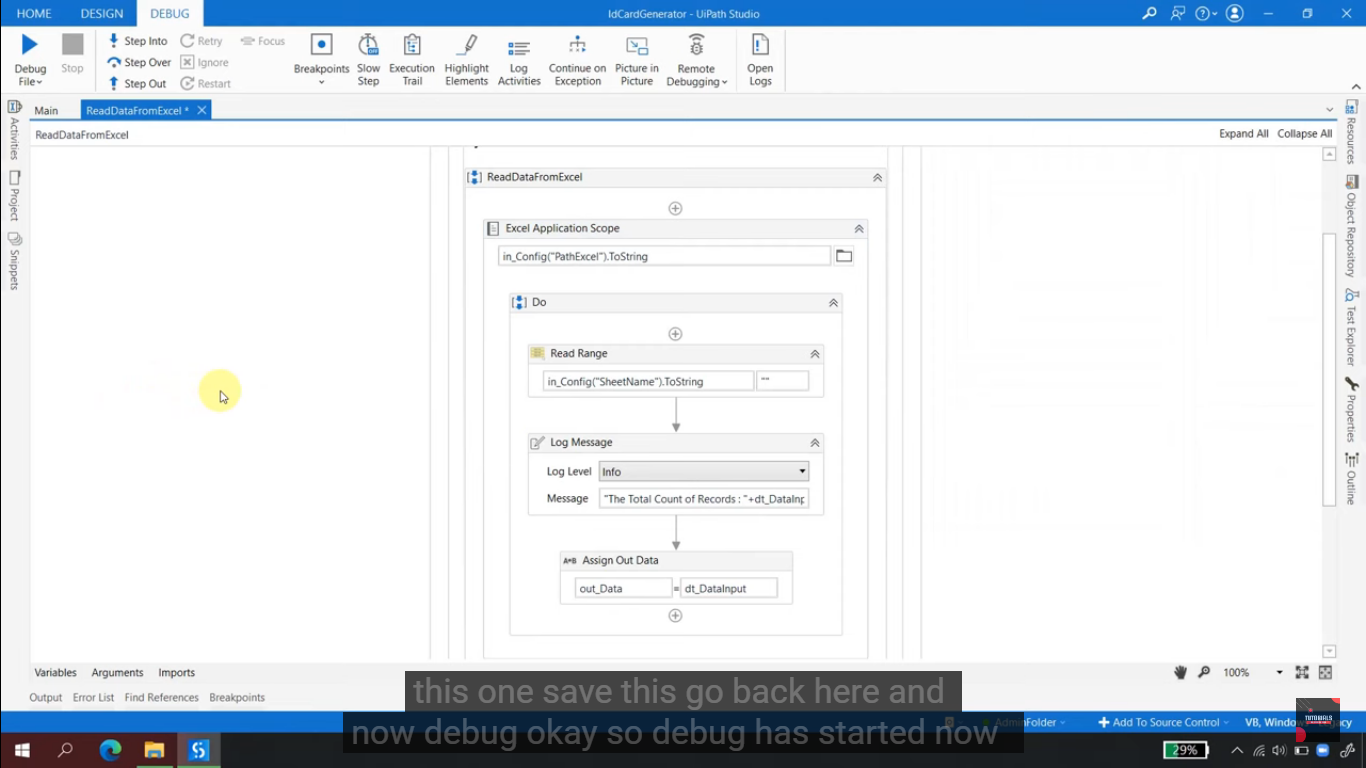 HOME DESIGN DEBUG IdCardGenerator - UiPath Studio
Debug File Stop Step Into Step Over Step Out Retry Ignore Restart Focus Breakpoints Slow Step Execution Trail Highlight Elements Log Activities Continue on Exception Picture in Picture Remote Debugging Open Logs
Main ReadDataFromExcel * ×
ReadDataFromExcel Expand All Collapse All
Activities
Project
Snippets
ReadDataFromExcel
Excel Application Scope
in_Config("PathExcel").ToString
Do
Read Range
in_Config("SheetName").ToString ""
Log Message
Log Level Info
Message "The Total Count of Records : "+dt_DataInp
A*B Assign Out Data
out_Data = dt_DataInput
Resources
Object Repository
Test Explorer
Properties
Outline
Variables Arguments Imports 100%
Output Error List Find References Breakpoints
this one save this go back here and
now debug okay debug has started now
AdminFolder Add To Source Control VB, Window
TUTORIALS
29%